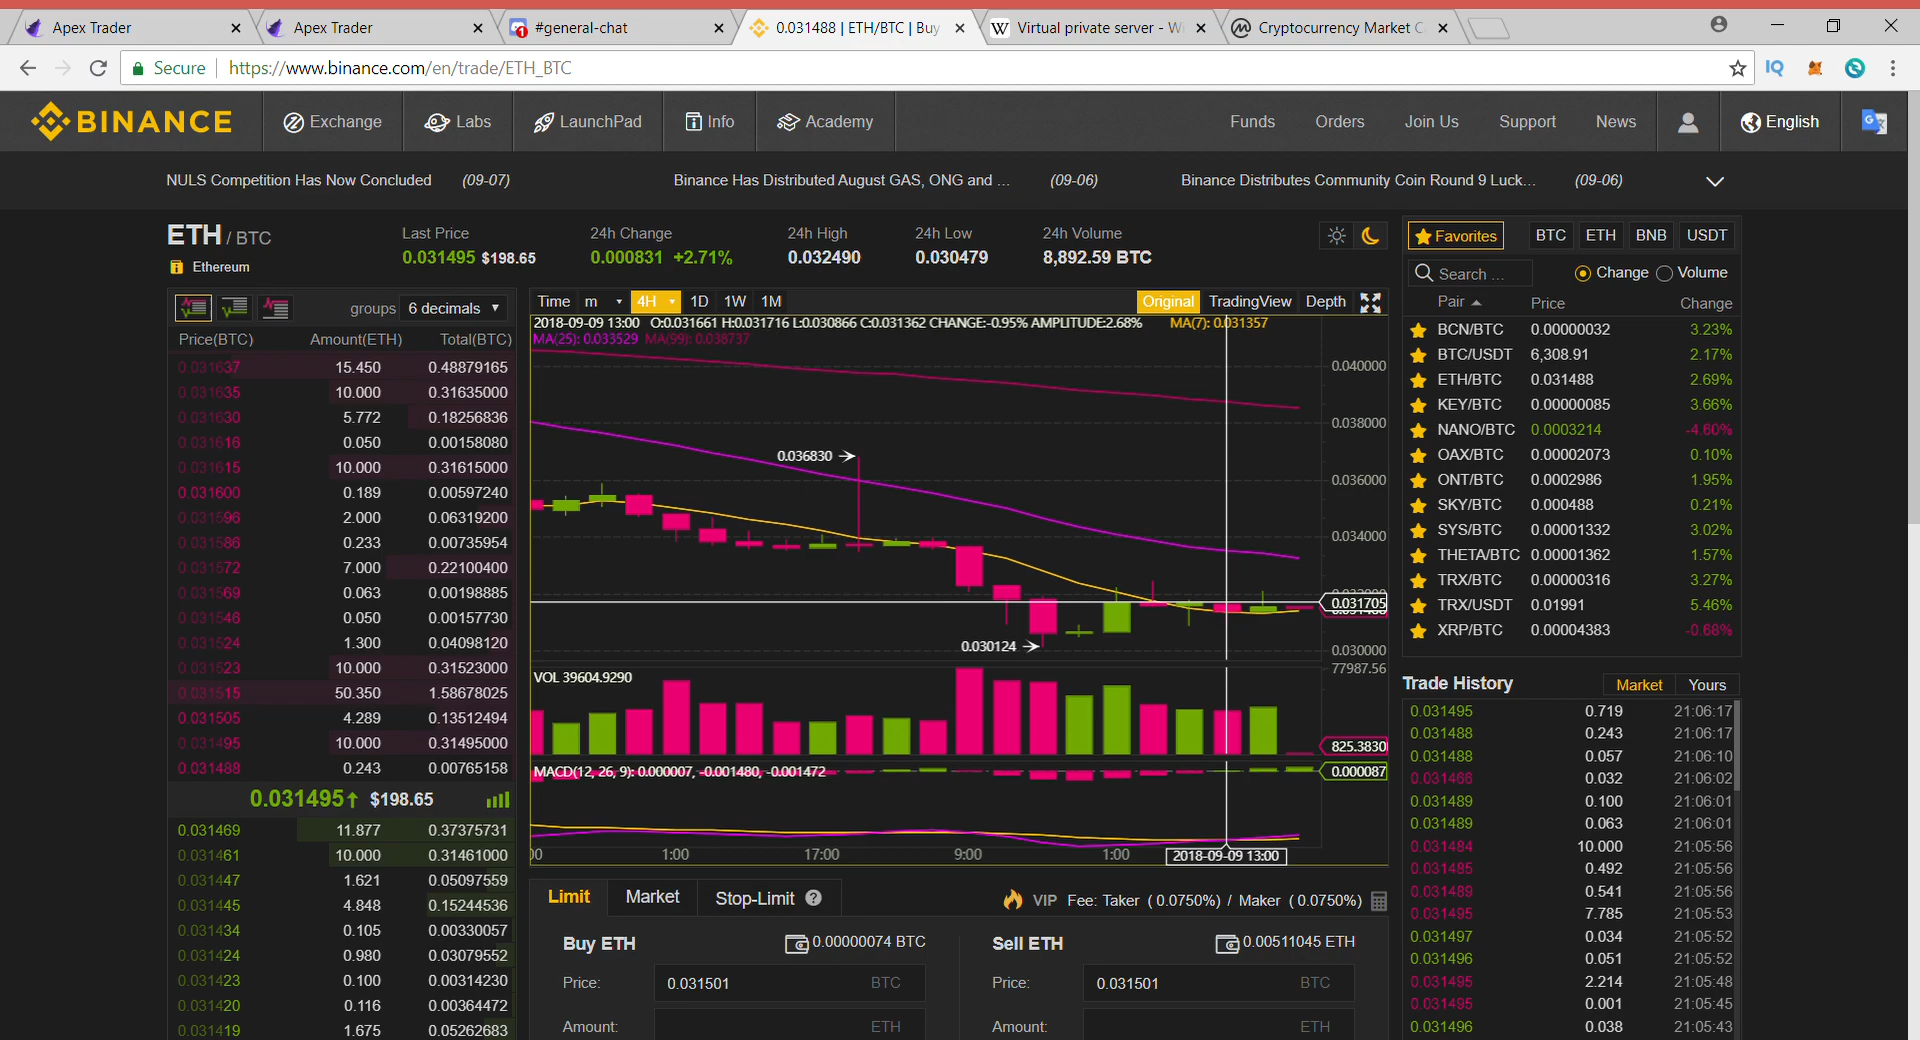 Apex Trader
Apex Trader
1
#general-chat
0.031488 | ETH/BTC | Buy
W Virtual private server - Wi
Cryptocurrency Market C
Secure https://www.binance.com/en/trade/ETH_BTC
IQ
BINANCE
Exchange
Labs
LaunchPad
Info
Academy
Funds
Orders
Join Us
Support
News
English
NULS Competition Has Now Concluded (09-07)
Binance Has Distributed August GAS, ONG and ... (09-06)
Binance Distributes Community Coin Round 9 Luck... (09-06)
ETH / BTC
Ethereum
Last Price
0.031495 $198.65
24h Change
0.000831 +2.71%
24h High
0.032490
24h Low
0.030479
24h Volume
8,892.59 BTC
groups 6 decimals
Price(BTC) Amount(ETH) Total(BTC)
0.031637 15.450 0.48879165
0.031635 10.000 0.31635000
0.031630 5.772 0.18256836
0.031616 0.050 0.00158080
0.031615 10.000 0.31615000
0.031600 0.189 0.00597240
0.031596 2.000 0.06319200
0.031586 0.233 0.00735954
0.031572 7.000 0.22100400
0.031569 0.063 0.00198885
0.031546 0.050 0.00157730
0.031524 1.300 0.04098120
0.031523 10.000 0.31523000
0.031515 50.350 1.58678025
0.031505 4.289 0.13512494
0.031495 10.000 0.31495000
0.031488 0.243 0.00765158
0.031495↑ $198.65
0.031469 11.877 0.37375731
0.031461 10.000 0.31461000
0.031447 1.621 0.05097559
0.031445 4.848 0.15244536
0.031434 0.105 0.00330057
0.031424 0.980 0.03079552
0.031423 0.100 0.00314230
0.031420 0.116 0.00364472
0.031419 1.675 0.05262683
Time m 4H 1D 1W 1M
Original TradingView Depth
2018-09-09 13:00 O:0.031661 H:0.031716 L:0.030866 C:0.031362 CHANGE:-0.95% AMPLITUDE:2.68% MA(7): 0.031357
MA(25): 0.033529 MA(99): 0.038737
0.040000
0.038000
0.036830
0.036000
0.034000
0.031705
0.030124
0.030000
77987.56
VOL 39604.9290
825.3830
MACD(12, 26, 9): 0.000007, -0.001480, -0.001472
0.000087
00 1:00 17:00 9:00 1:00 2018-09-09 13:00
Limit Market Stop-Limit ?
VIP Fee: Taker ( 0.0750%) / Maker ( 0.0750%)
Buy ETH 0.00000074 BTC
Price: 0.031501 BTC
Amount: ETH
Sell ETH 0.00511045 ETH
Price: 0.031501 BTC
Amount: ETH
Favorites BTC ETH BNB USDT
Search ... Change Volume
Pair Price Change
BCN/BTC 0.00000032 3.23%
BTC/USDT 6,308.91 2.17%
ETH/BTC 0.031488 2.69%
KEY/BTC 0.00000085 3.66%
NANO/BTC 0.0003214 -4.60%
OAX/BTC 0.00002073 0.10%
ONT/BTC 0.0002986 1.95%
SKY/BTC 0.000488 0.21%
SYS/BTC 0.00001332 3.02%
THETA/BTC 0.00001362 1.57%
TRX/BTC 0.00000316 3.27%
TRX/USDT 0.01991 5.46%
XRP/BTC 0.00004383 -0.68%
Trade History Market Yours
0.031495 0.719 21:06:17
0.031488 0.243 21:06:17
0.031488 0.057 21:06:10
0.031466 0.032 21:06:02
0.031489 0.100 21:06:01
0.031489 0.063 21:06:01
0.031484 10.000 21:05:56
0.031485 0.492 21:05:56
0.031489 0.541 21:05:56
0.031495 7.785 21:05:53
0.031497 0.034 21:05:52
0.031496 0.051 21:05:52
0.031495 2.214 21:05:48
0.031495 0.001 21:05:45
0.031496 0.038 21:05:43